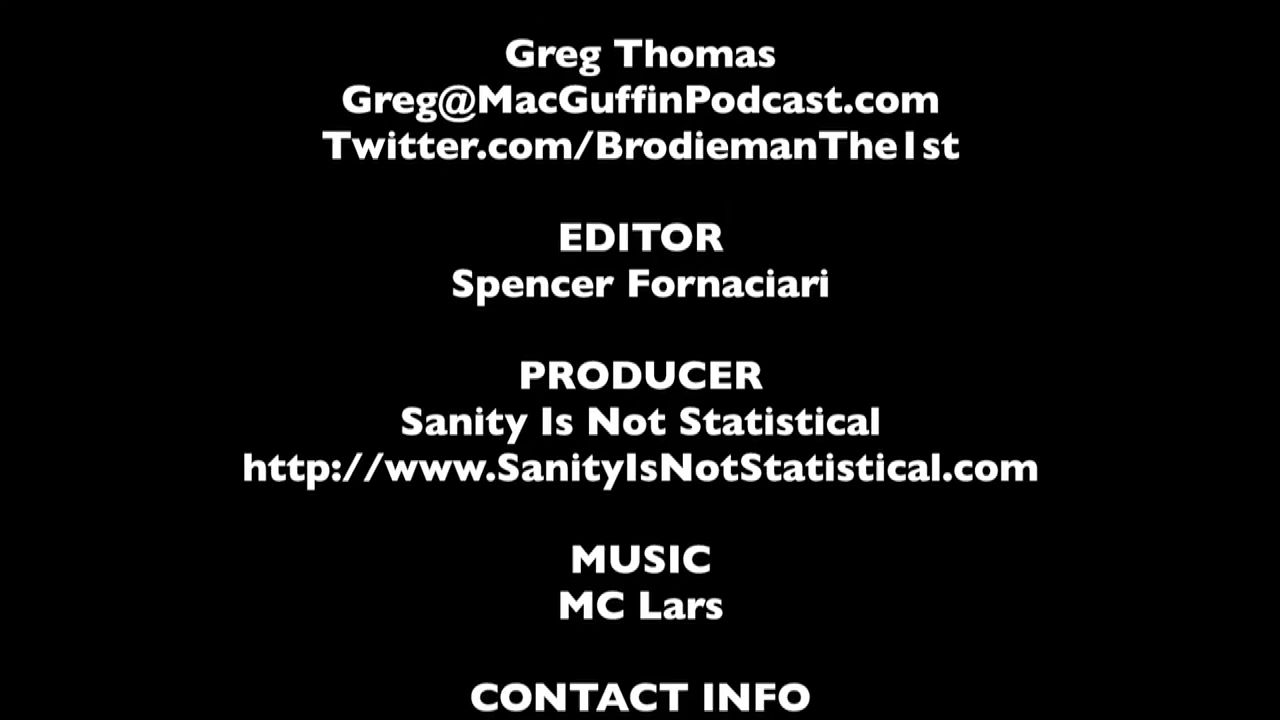 Greg Thomas
Greg@MacGuffinPodcast.com
Twitter.com/BrodiemanThe1st
EDITOR
Spencer Fornaciari
PRODUCER
Sanity Is Not Statistical
http://www.SanityIsNotStatistical.com
MUSIC
MC Lars
CONTACT INFO